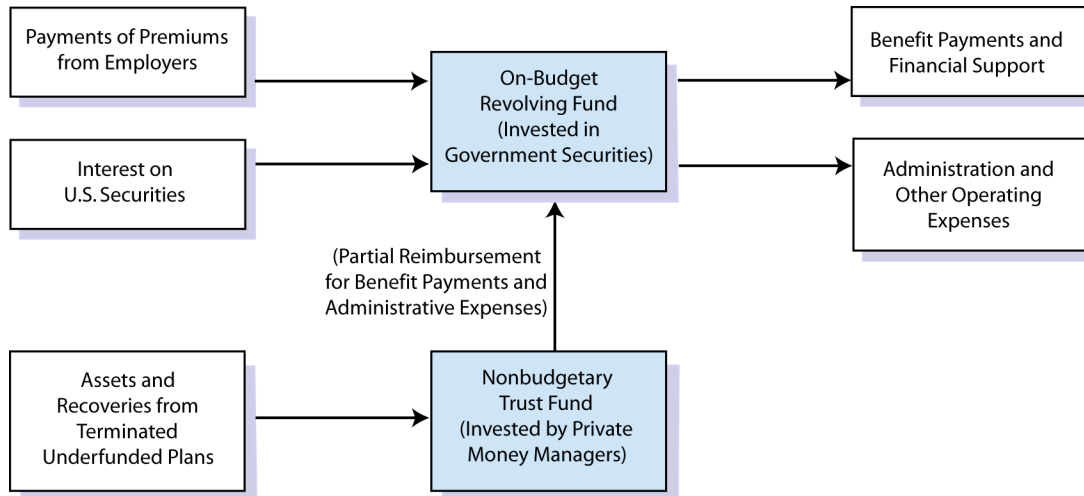 Payments of Premiums
from Employers
On-Budget
Revolving Fund
(Invested in
Government Securities)
Benefit Payments and
Financial Support
Interest on
U.S. Securities
Administration and
Other Operating
Expenses
(Partial Reimbursement
for Benefit Payments and
Administrative Expenses)
Assets and
Recoveries from
Terminated
Underfunded Plans
Nonbudgetary
Trust Fund
(Invested by Private
Money Managers)